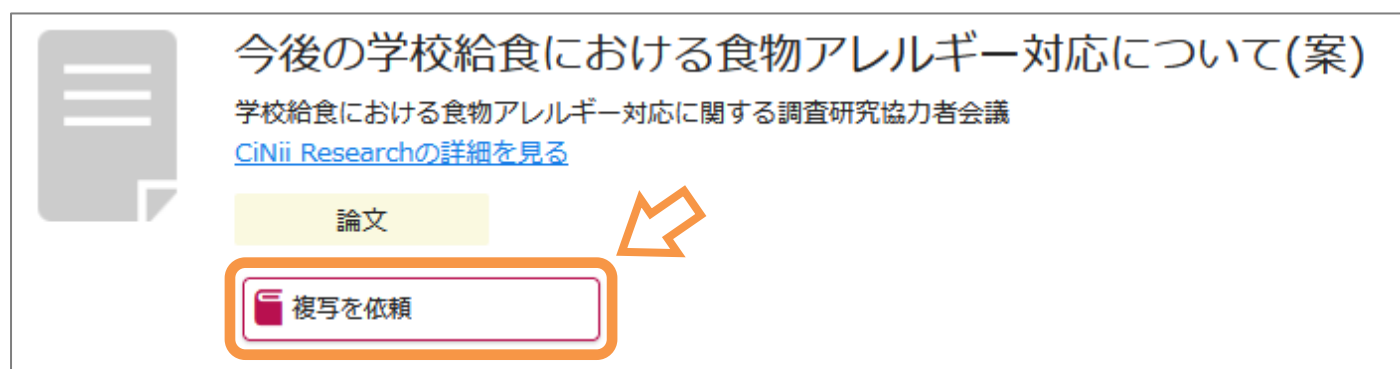 今後の学校給食における食物アレルギー対応について(案)
学校給食における食物アレルギー対応に関する調査研究協力者会議
CiNii Researchの詳細を見る
論文
複写を依頼